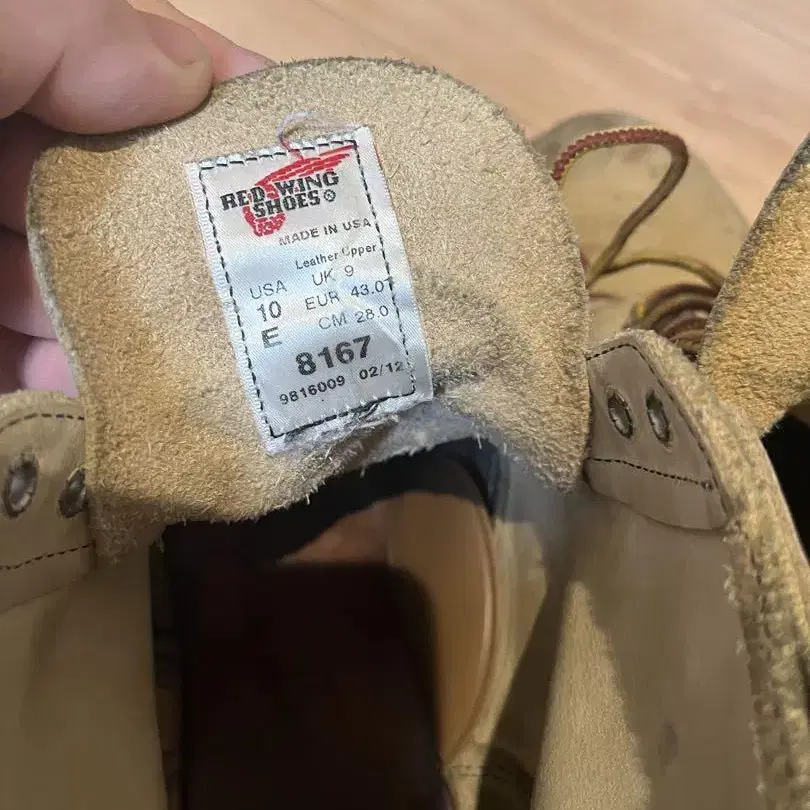 RED WING
SHOES®
MADE IN USA
Leather Upper
USA UK 9
10 EUR 43.0
E CM 28.0
8167
9816009 02/12